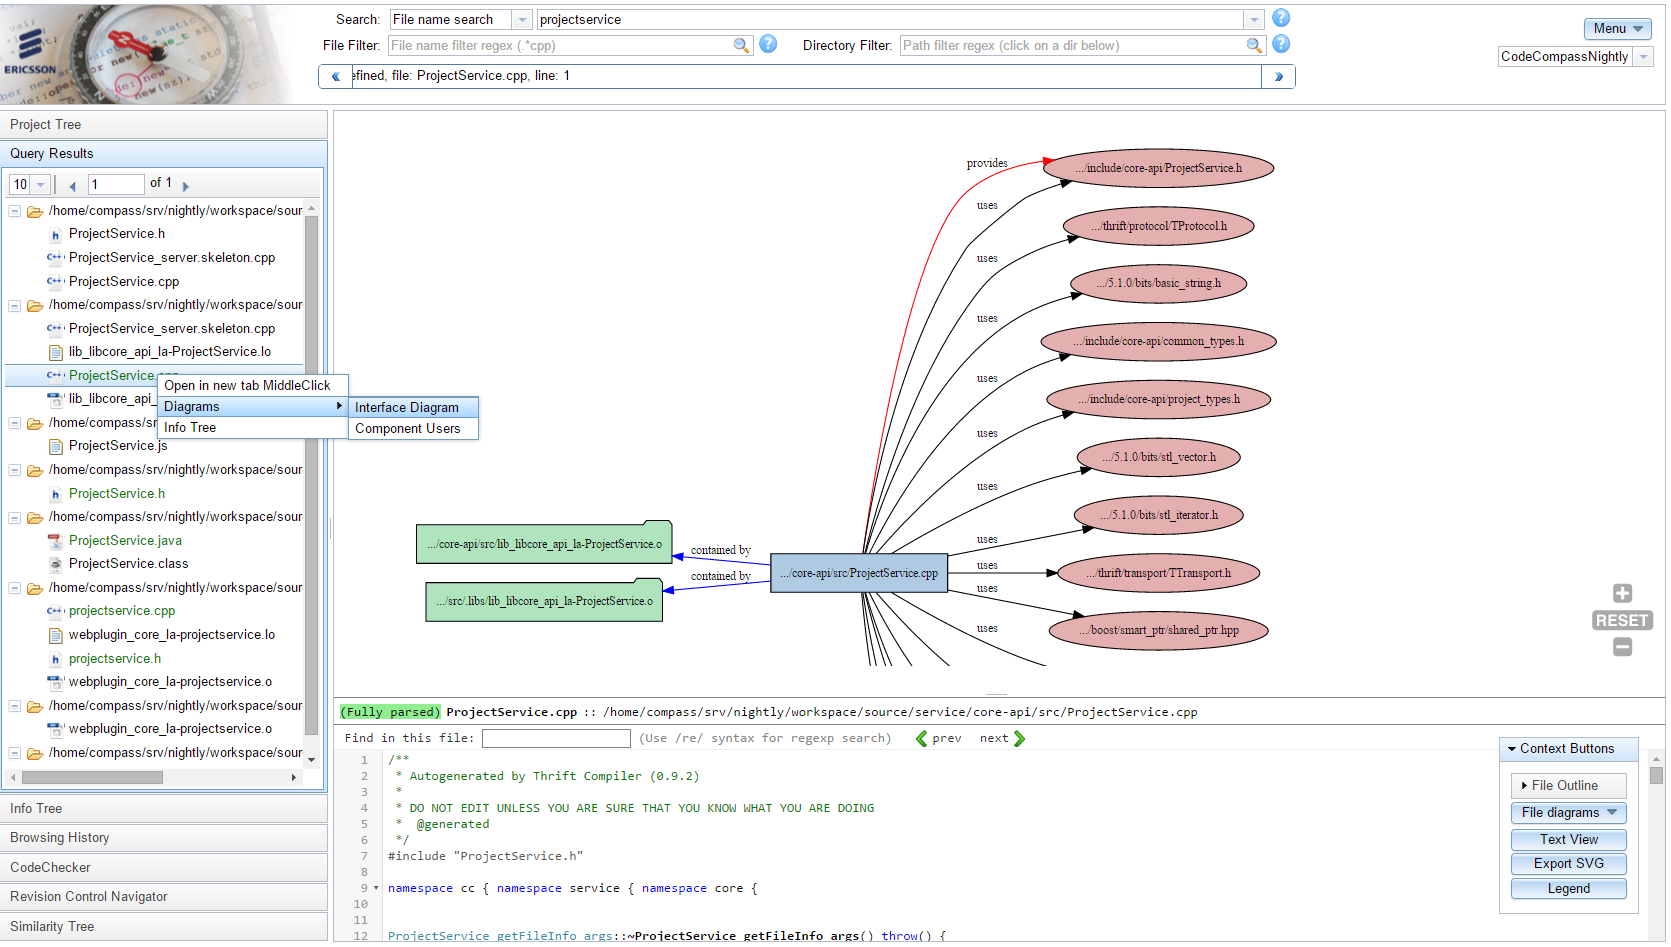 ERICSSON
Search: File name search projectservice
File Filter: File name filter regex (.*cpp) Directory Filter: Path filter regex (click on a dir below)
efined, file: ProjectService.cpp, line: 1
Menu
CodeCompassNightly
Project Tree
Query Results
10 1 of 1
/home/compass/srv/nightly/workspace/sour
ProjectService.h
ProjectService_server.skeleton.cpp
ProjectService.cpp
/home/compass/srv/nightly/workspace/sour
ProjectService_server.skeleton.cpp
lib_libcore_api_la-ProjectService.lo
ProjectService.cpp
lib_libcore_api_
/home/compass/sr
ProjectService.js
/home/compass/srv/nightly/workspace/sour
ProjectService.h
/home/compass/srv/nightly/workspace/sour
ProjectService.java
ProjectService.class
/home/compass/srv/nightly/workspace/sour
projectservice.cpp
webplugin_core_la-projectservice.lo
projectservice.h
webplugin_core_la-projectservice.o
/home/compass/srv/nightly/workspace/sour
webplugin_core_la-projectservice.o
/home/compass/srv/nightly/workspace/sour
Open in new tab MiddleClick
Diagrams
Info Tree
Interface Diagram
Component Users
Info Tree
Browsing History
CodeChecker
Revision Control Navigator
Similarity Tree
provides
.../include/core-api/ProjectService.h
uses
.../thrift/protocol/TProtocol.h
uses
.../5.1.0/bits/basic_string.h
uses
.../include/core-api/common_types.h
uses
.../include/core-api/project_types.h
uses
.../5.1.0/bits/stl_vector.h
uses
.../5.1.0/bits/stl_iterator.h
uses
.../thrift/transport/TTransport.h
uses
uses
.../boost/smart_ptr/shared_ptr.hpp
uses
.../core-api/src/lib_libcore_api_la-ProjectService.o
contained by
.../core-api/src/ProjectService.cpp
contained by
.../src/.libs/lib_libcore_api_la-ProjectService.o
RESET
(Fully parsed) ProjectService.cpp :: /home/compass/srv/nightly/workspace/source/service/core-api/src/ProjectService.cpp
Find in this file: (Use /re/ syntax for regexp search) prev next
1 /**
2 * Autogenerated by Thrift Compiler (0.9.2)
3 *
4 * DO NOT EDIT UNLESS YOU ARE SURE THAT YOU KNOW WHAT YOU ARE DOING
5 * @generated
6 */
7 #include "ProjectService.h"
8
9 namespace cc { namespace service { namespace core {
10
11
12 ProjectService_getFileInfo_args::~ProjectService_getFileInfo_args() throw() {
Context Buttons
File Outline
File diagrams
Text View
Export SVG
Legend